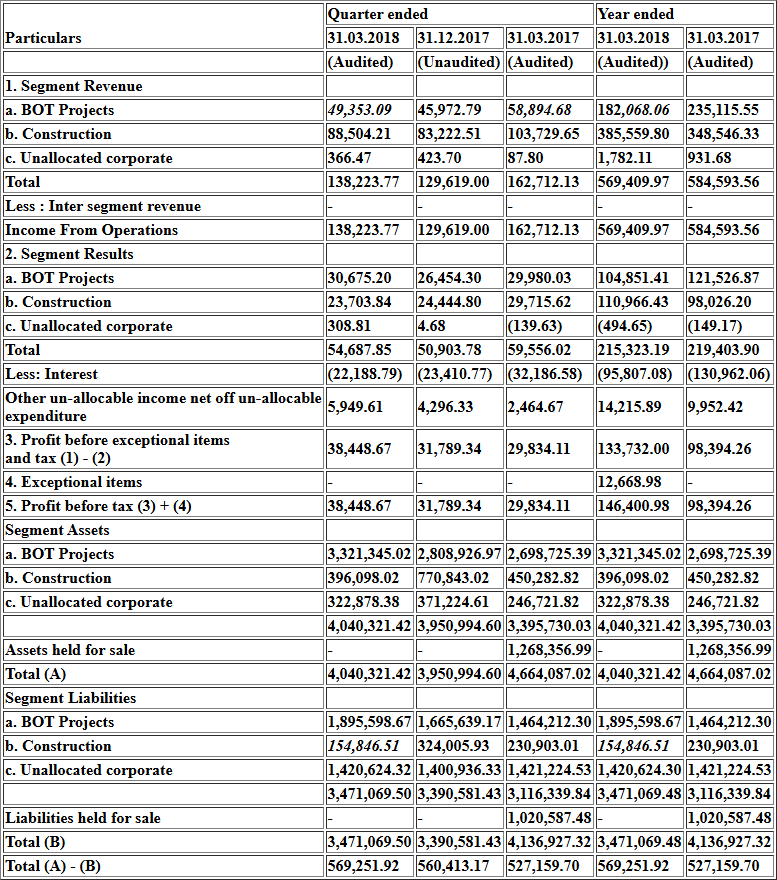 Quarter ended Year ended
Particulars 31.03.2018 31.12.2017 31.03.2017 31.03.2018 31.03.2017
(Audited) (Unaudited) (Audited) (Audited)) (Audited)
1. Segment Revenue
a. BOT Projects 49,353.09 45,972.79 58,894.68 182,068.06 235,115.55
b. Construction 88,504.21 83,222.51 103,729.65 385,559.80 348,546.33
c. Unallocated corporate 366.47 423.70 87.80 1,782.11 931.68
Total 138,223.77 129,619.00 162,712.13 569,409.97 584,593.56
Less : Inter segment revenue - - - - -
Income From Operations 138,223.77 129,619.00 162,712.13 569,409.97 584,593.56
2. Segment Results
a. BOT Projects 30,675.20 26,454.30 29,980.03 104,851.41 121,526.87
b. Construction 23,703.84 24,444.80 29,715.62 110,966.43 98,026.20
c. Unallocated corporate 308.81 4.68 (139.63) (494.65) (149.17)
Total 54,687.85 50,903.78 59,556.02 215,323.19 219,403.90
Less: Interest (22,188.79) (23,410.77) (32,186.58) (95,807.08) (130,962.06)
Other un-allocable income net off un-allocable
expenditure 5,949.61 4,296.33 2,464.67 14,215.89 9,952.42
3. Profit before exceptional items
and tax (1) - (2) 38,448.67 31,789.34 29,834.11 133,732.00 98,394.26
4. Exceptional items - - - 12,668.98 -
5. Profit before tax (3) + (4) 38,448.67 31,789.34 29,834.11 146,400.98 98,394.26
Segment Assets
a. BOT Projects 3,321,345.02 2,808,926.97 2,698,725.39 3,321,345.02 2,698,725.39
b. Construction 396,098.02 770,843.02 450,282.82 396,098.02 450,282.82
c. Unallocated corporate 322,878.38 371,224.61 246,721.82 322,878.38 246,721.82
4,040,321.42 3,950,994.60 3,395,730.03 4,040,321.42 3,395,730.03
Assets held for sale - - 1,268,356.99 - 1,268,356.99
Total (A) 4,040,321.42 3,950,994.60 4,664,087.02 4,040,321.42 4,664,087.02
Segment Liabilities
a. BOT Projects 1,895,598.67 1,665,639.17 1,464,212.30 1,895,598.67 1,464,212.30
b. Construction 154,846.51 324,005.93 230,903.01 154,846.51 230,903.01
c. Unallocated corporate 1,420,624.32 1,400,936.33 1,421,224.53 1,420,624.30 1,421,224.53
3,471,069.50 3,390,581.43 3,116,339.84 3,471,069.48 3,116,339.84
Liabilities held for sale - - 1,020,587.48 - 1,020,587.48
Total (B) 3,471,069.50 3,390,581.43 4,136,927.32 3,471,069.48 4,136,927.32
Total (A) - (B) 569,251.92 560,413.17 527,159.70 569,251.92 527,159.70